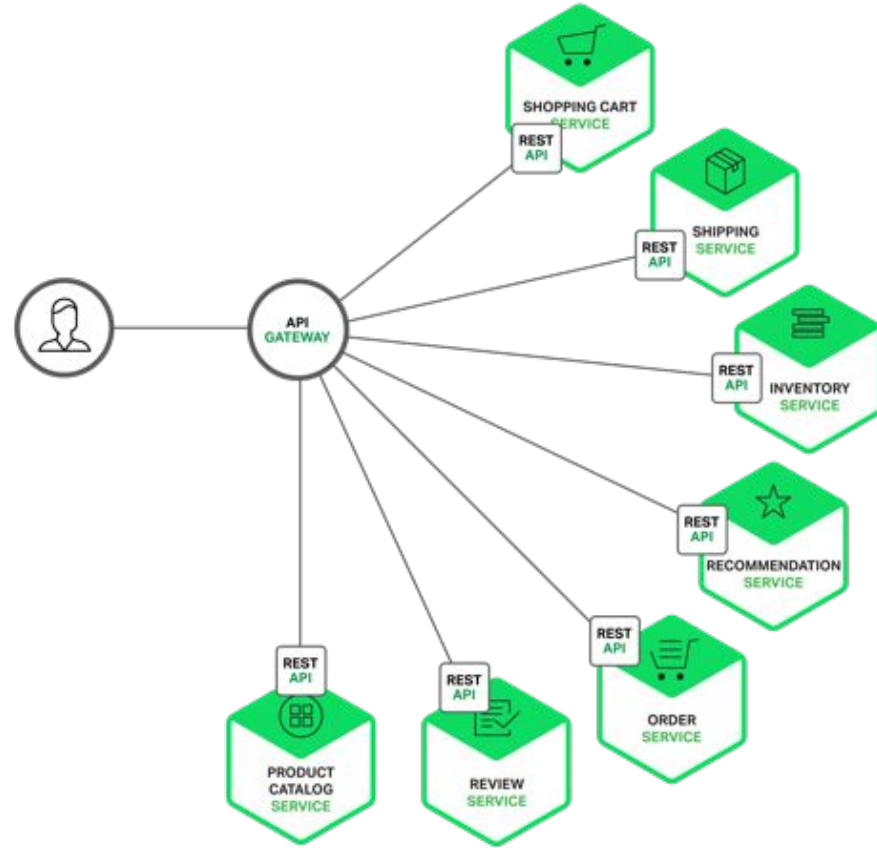 SHOPPING CART
SERVICE
REST
API
SHIPPING
SERVICE
REST
API
API
GATEWAY
REST
API
INVENTORY
SERVICE
REST
API
RECOMMENDATION
SERVICE
REST
API
ORDER
SERVICE
REST
API
REVIEW
SERVICE
REST
API
PRODUCT
CATALOG
SERVICE